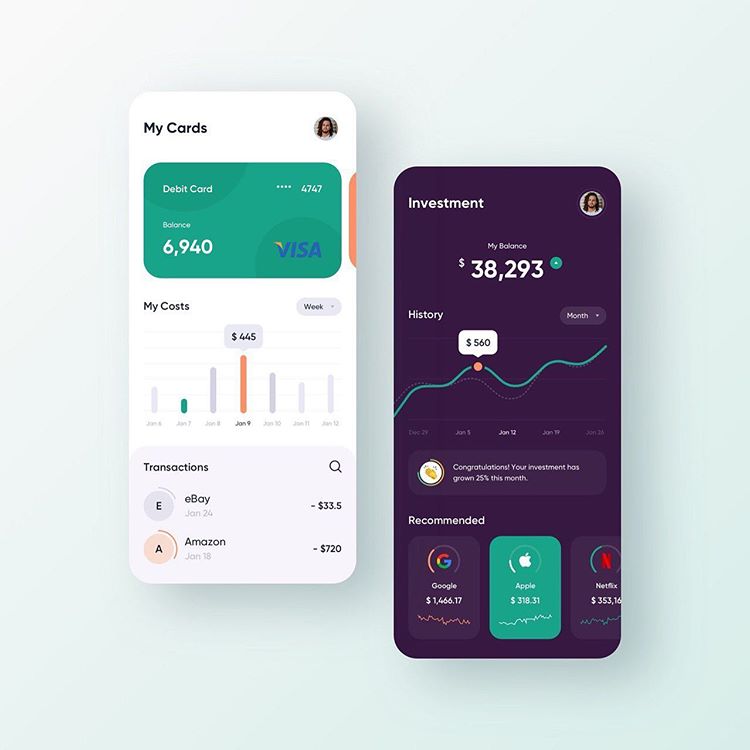 My Cards
Debit Card
**** 4747
Balance
6,940
VISA
My Costs
Week
$ 445
Jan 6
Jan 7
Jan 8
Jan 9
Jan 10
Jan 11
Jan 12
Transactions
E
eBay
Jan 24
- $33.5
A
Amazon
Jan 18
- $720
Investment
My Balance
$ 38,293
History
Month
$ 560
Dec 29
Jan 5
Jan 12
Jan 19
Jan 26
Congratulations! Your investment has
grown 25% this month.
Recommended
G
Google
$ 1,466.17
Apple
$ 318.31
N
Netflix
$ 353,16